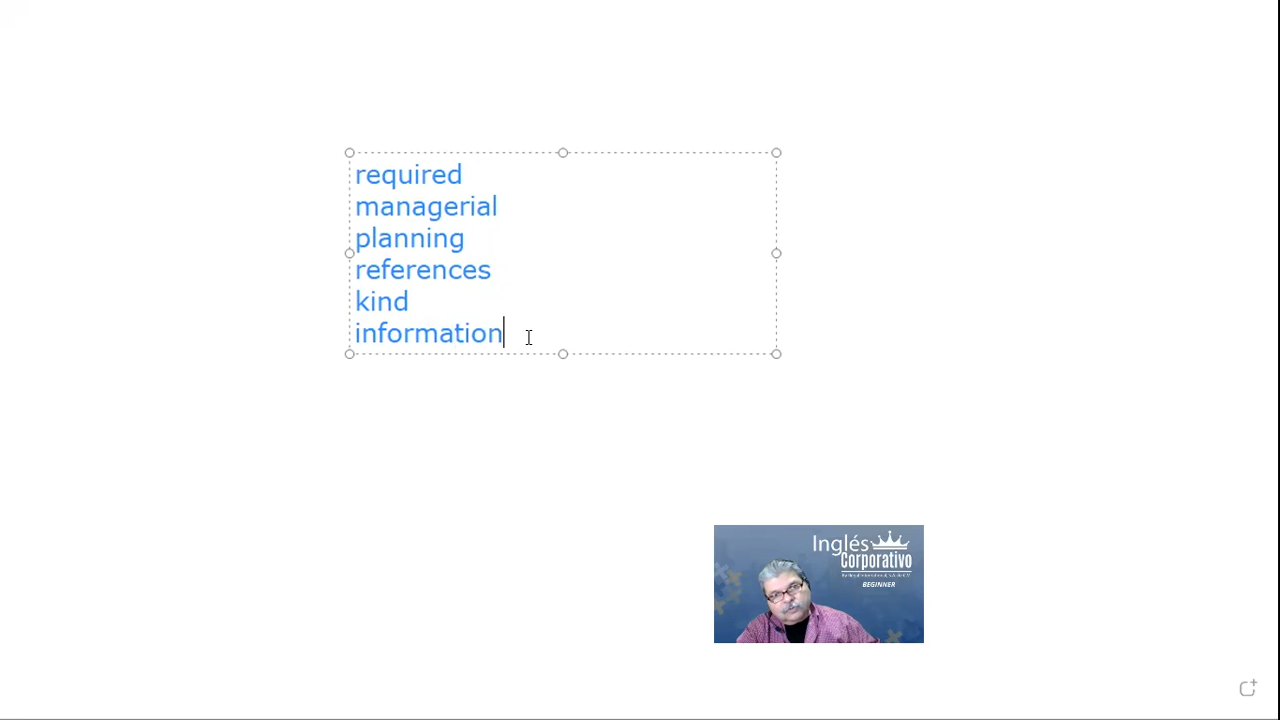 required
managerial
planning
references
kind
information
Inglés
Corporativo
BEGINNER